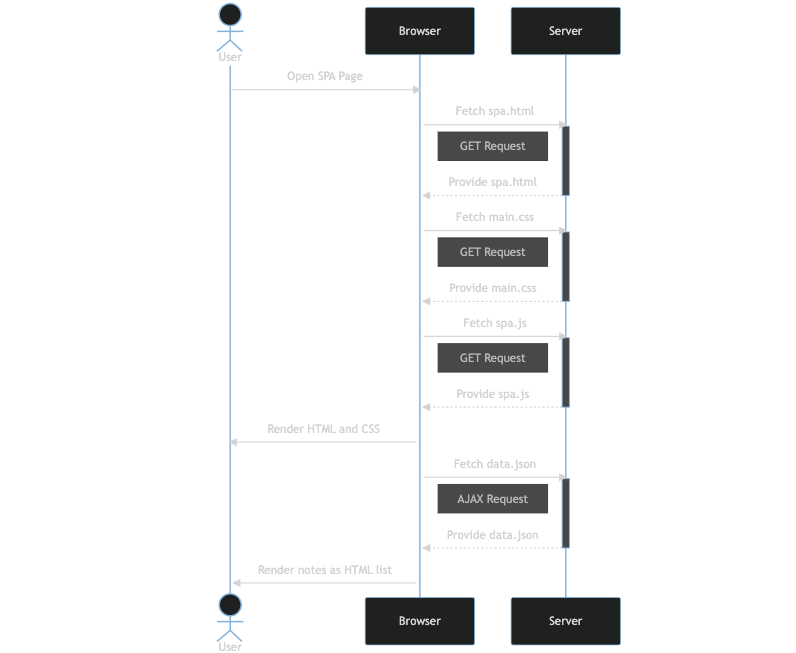 User
Browser
Server
Open SPA Page
Fetch spa.html
GET Request
Provide spa.html
Fetch main.css
GET Request
Provide main.css
Fetch spa.js
GET Request
Provide spa.js
Render HTML and CSS
Fetch data.json
AJAX Request
Provide data.json
Render notes as HTML list
User
Browser
Server